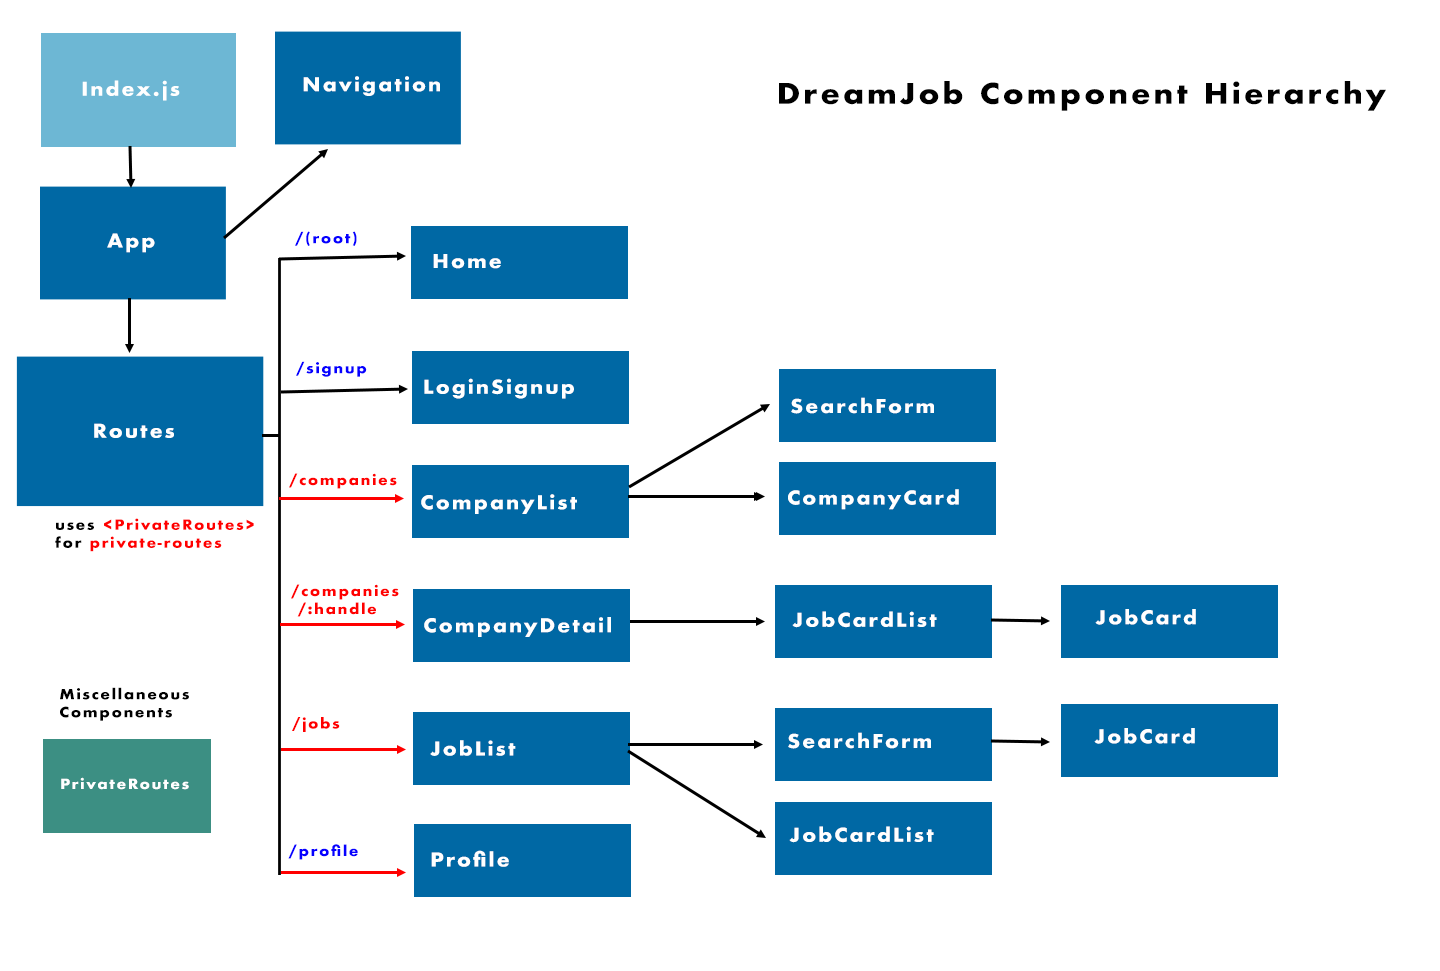 Index.js
Navigation
DreamJob Component Hierarchy
App
/(root)
Home
/signup
LoginSignup
SearchForm
Routes
/companies
CompanyList
CompanyCard
uses <PrivateRoutes>
for private-routes
/companies
/:handle
CompanyDetail
JobCardList
JobCard
Miscellaneous
Components
/jobs
JobList
SearchForm
JobCard
PrivateRoutes
JobCardList
/profile
Profile